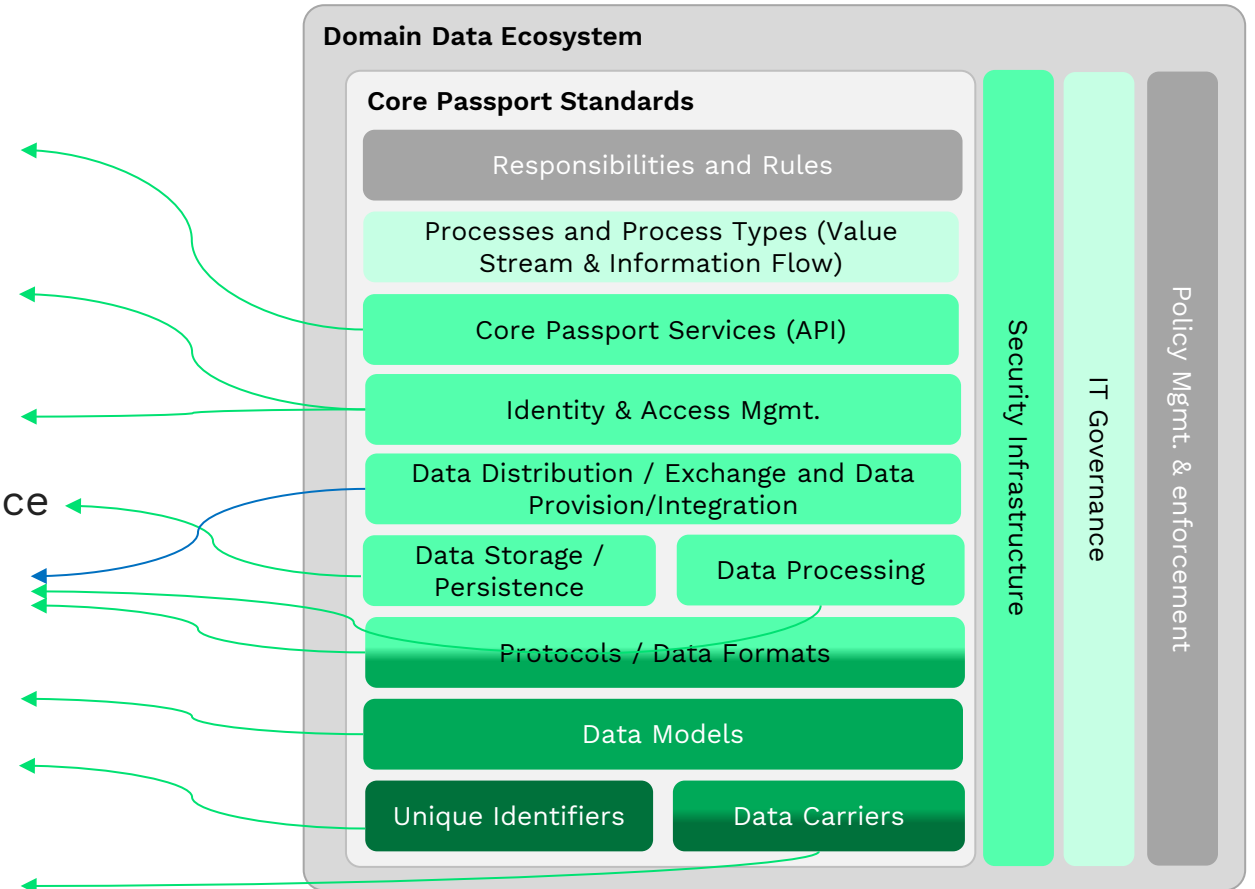 Domain Data Ecosystem
Core Passport Standards
Responsibilities and Rules
Processes and Process Types (Value
Stream & Information Flow)
Core Passport Services (API)
Identity & Access Mgmt.
Data Distribution / Exchange and Data
Provision/Integration
ce
Data Storage /
Persistence
Data Processing
Protocols / Data Formats
Data Models
Unique Identifiers
Data Carriers
Security Infrastructure
IT Governance
Policy Mgmt. & enforcement